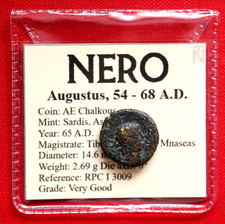 NERO
Augustus, 54 - 68 A.D.
Coin: AE Chalkous
Mint: Sardis,
Year: 65 A.D.
Magistrate: Mnaseas
Diameter: 14.6
Weight: 2.69 g Die
Reference: RPC I 3009
Grade: Very Good